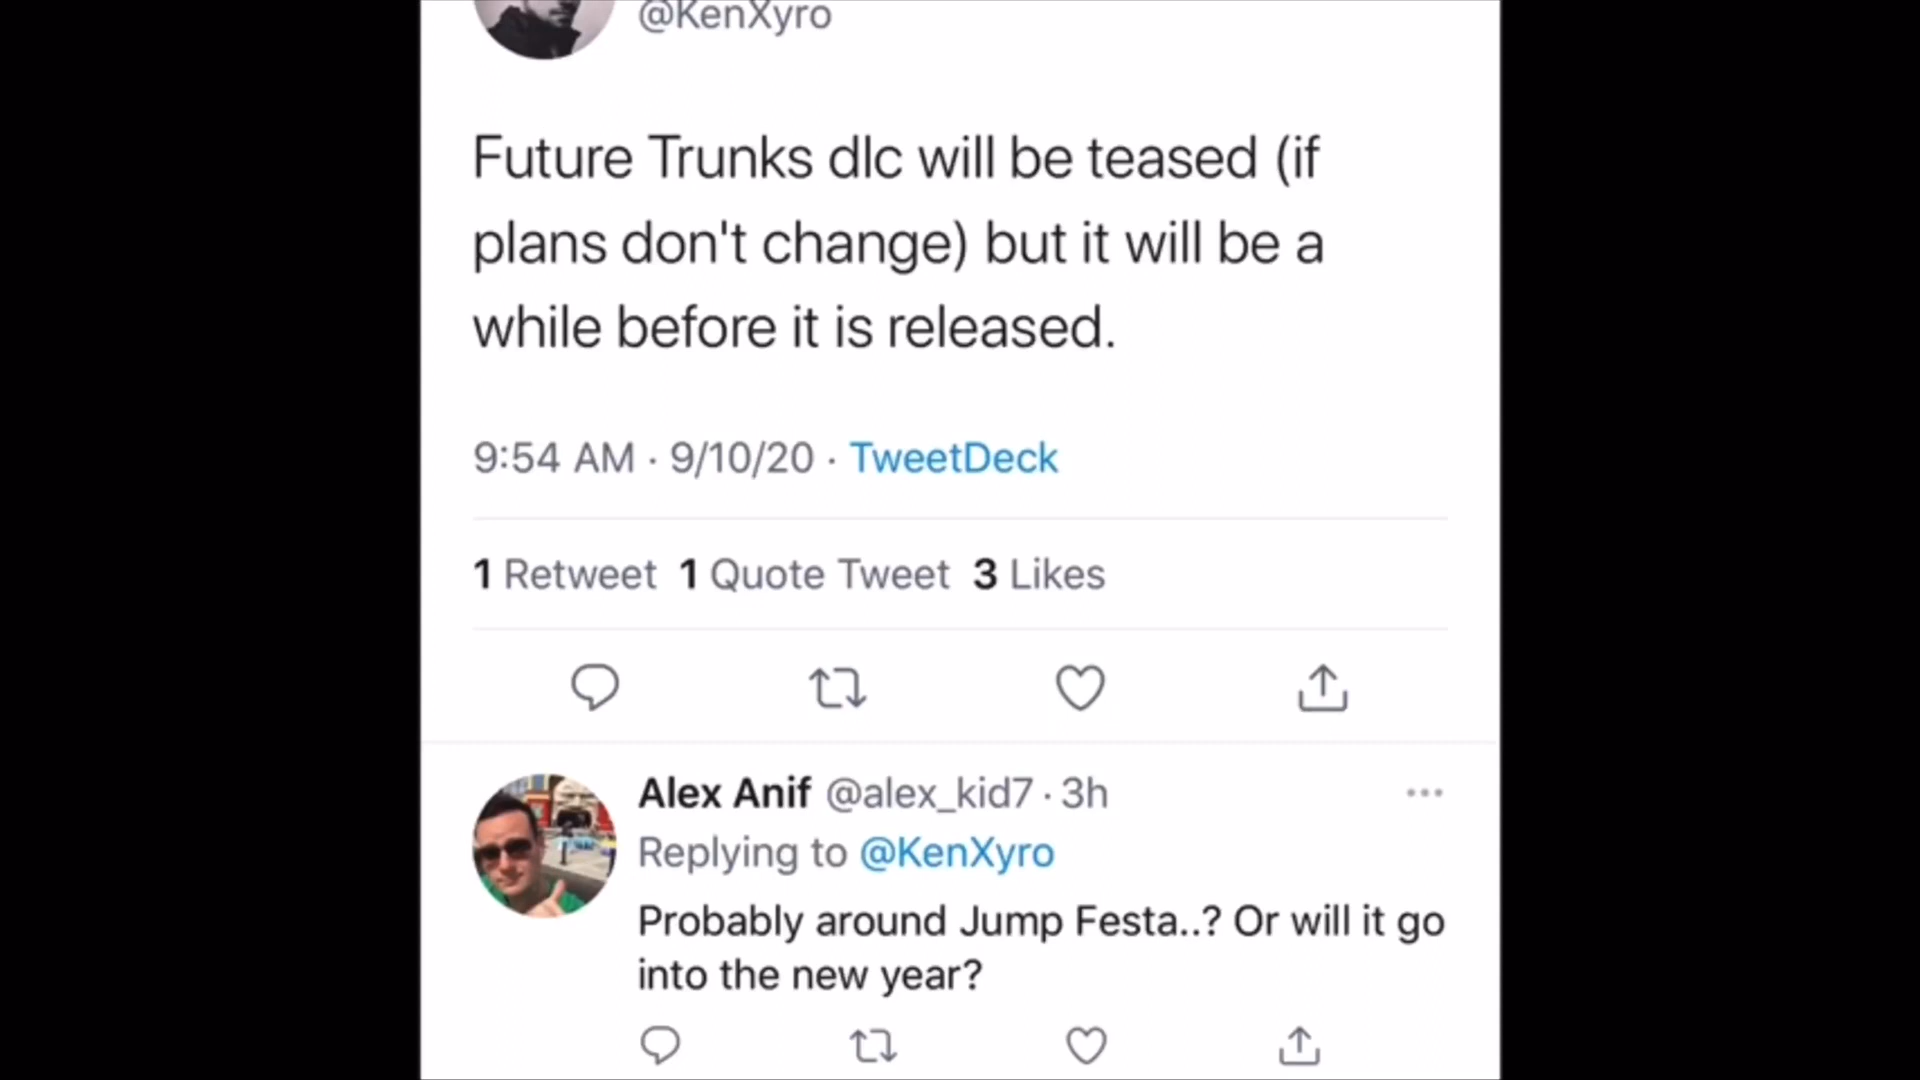 @KenXyro
Future Trunks dlc will be teased (if
plans don't change) but it will be a
while before it is released.
9:54 AM · 9/10/20 · TweetDeck
1 Retweet 1 Quote Tweet 3 Likes
Alex Anif @alex_kid7 · 3h
Replying to @KenXyro
Probably around Jump Festa..? Or will it go
into the new year?